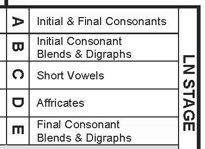 A Initial & Final Consonants
B Initial Consonant
Blends & Digraphs
C Short Vowels
D Affricates
E Final Consonant
Blends & Digraphs
LN STAGE